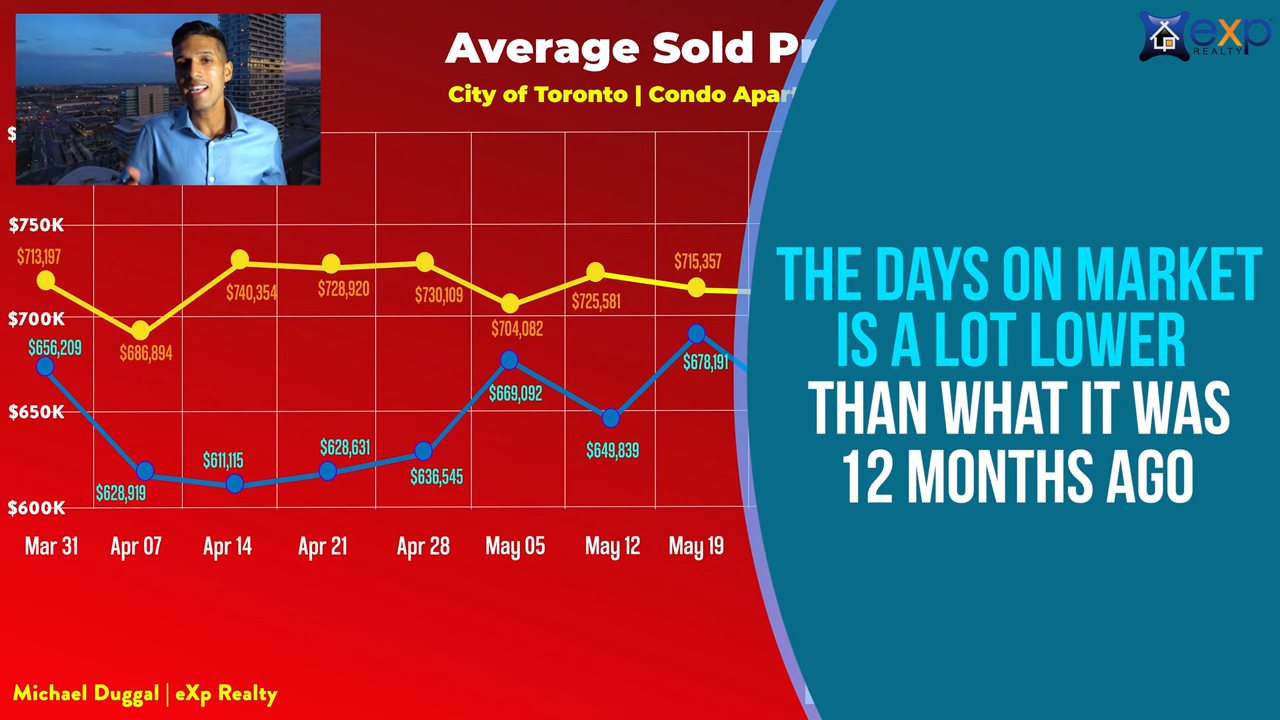 eXp
REALTY
Average Sold Pr
City of Toronto | Condo Apar
$
$750K
$700K
$650K
$600K
$713,197
$686,894
$740,354
$728,920
$730,109
$704,082
$725,581
$715,357
$656,209
$628,919
$611,115
$628,631
$636,545
$669,092
$649,839
$678,191
Mar 31 Apr 07 Apr 14 Apr 21 Apr 28 May 05 May 12 May 19
THE DAYS ON MARKET
IS A LOT LOWER
THAN WHAT IT WAS
12 MONTHS AGO
Michael Duggal | eXp Realty